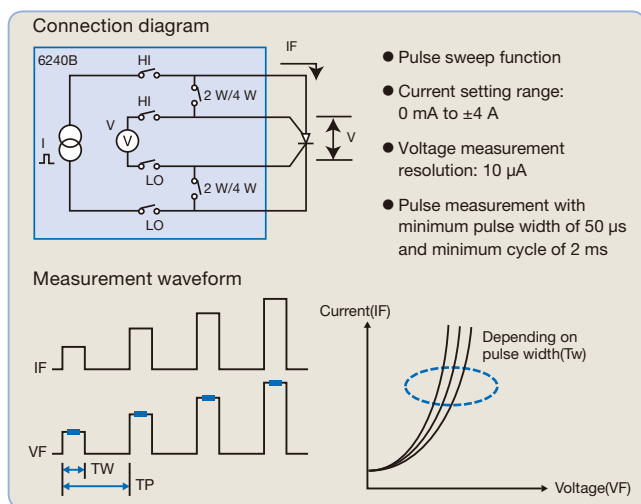 Connection diagram
6240B
HI
IF
2 W/4 W
HI
V
V
I
V
LO
2 W/4 W
LO
● Pulse sweep function
● Current setting range:
0 mA to ±4 A
● Voltage measurement
resolution: 10 µA
● Pulse measurement with
minimum pulse width of 50 µs
and minimum cycle of 2 ms
Measurement waveform
IF
VF
TW
TP
Current(IF)
Depending on
pulse width(Tw)
Voltage(VF)